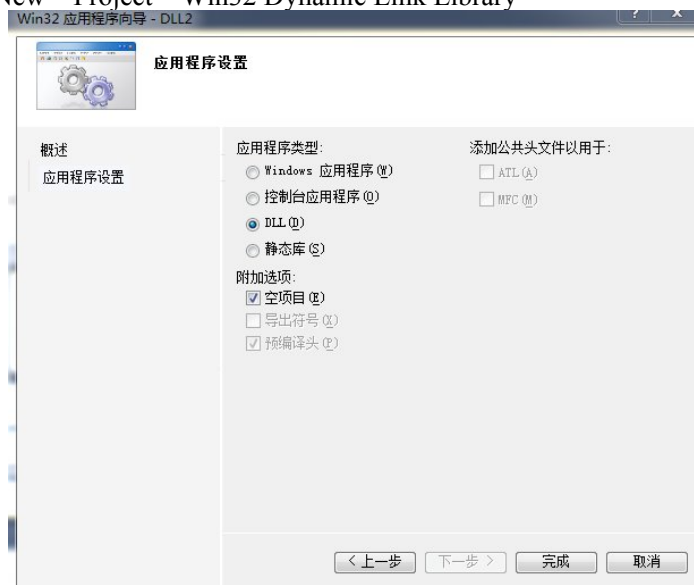 New Project Win32 Dynamic Link Library
Win32 应用程序向导 - DLL2
? X
应用程序设置
概述
应用程序设置
应用程序类型:
Windows 应用程序(W)
控制台应用程序(O)
DLL(D)
静态库(S)
附加选项:
空项目(E)
导出符号(X)
预编译头(P)
添加公共头文件以用于:
ATL(A)
MFC(M)
< 上一步
下一步 >
完成
取消